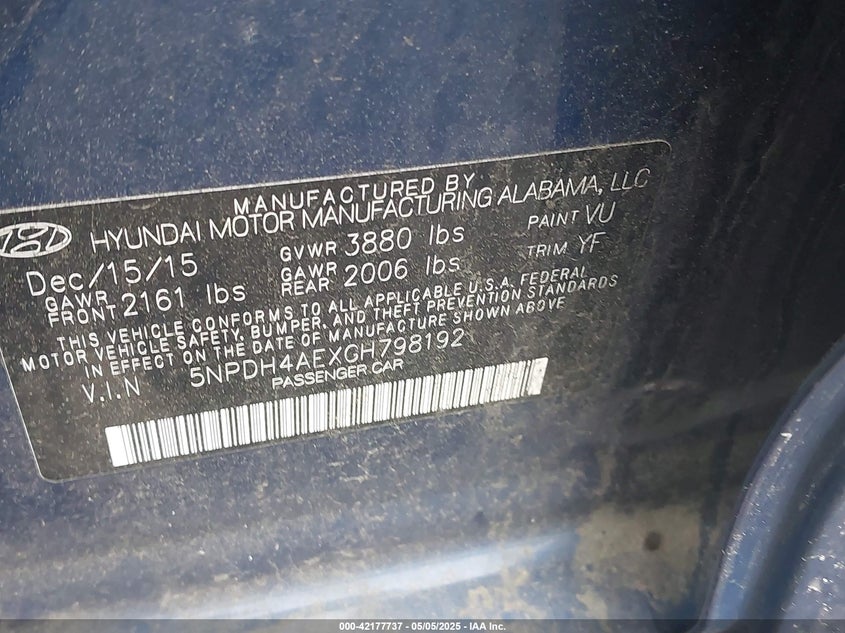 MANUFACTURED BY
HYUNDAI MOTOR MANUFACTURING ALABAMA, LLC
Dec/15/15 GVWR 3880 lbs PAINT VU
GAWR FRONT 2161 lbs GAWR REAR 2006 lbs TRIM YF
THIS VEHICLE CONFORMS TO ALL APPLICABLE U.S.A. FEDERAL
MOTOR VEHICLE SAFETY, BUMPER, AND THEFT PREVENTION STANDARDS
IN EFFECT ON THE DATE OF MANUFACTURE SHOWN ABOVE
V.I.N 5NPDH4AEXGH798192
PASSENGER CAR
000-42177737 - 05/05/2025 - IAA Inc.